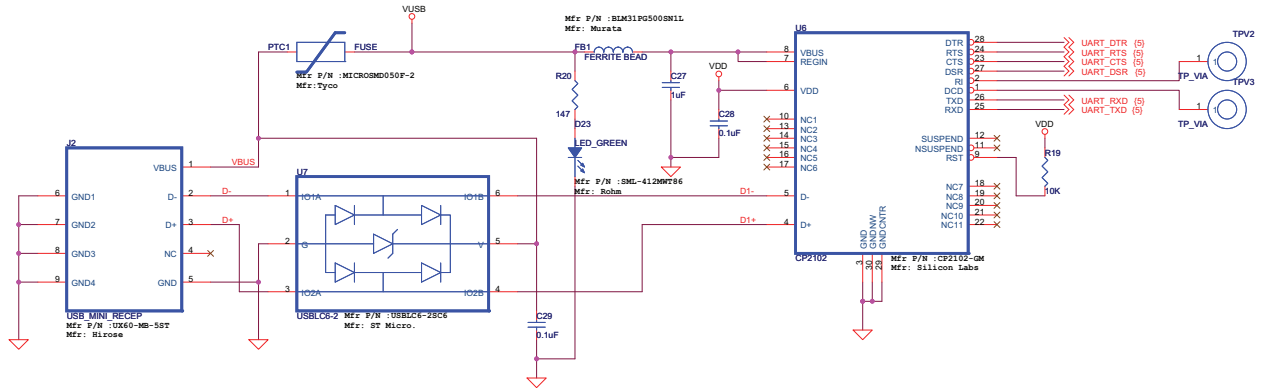 VUSB
PTC1
FUSE
Mfr P/N :MICROSMD050F-2
Mfr:Tyco
Mfr P/N :BLM31PG500SN1L
Mfr: Murata
FB1
FERRITE BEAD
R20
147
D23
LED_GREEN
Mfr P/N :SML-412MWT86
Mfr: Rohm
C27
1uF
VDD
C28
0.1uF
J2
VBUS
1
VBUS
D-
2
D-
D+
3
D+
NC
4
GND
5
6
GND1
7
GND2
8
GND3
9
GND4
USB_MINI_RECEP
Mfr P/N :UX60-MB-5ST
Mfr: Hirose
U7
1
IO1A
IO1B
6
2
G
V
5
3
IO2A
IO2B
4
USBLC6-2
Mfr P/N :USBLC6-2SC6
Mfr: ST Micro.
C29
0.1uF
D1-
D1+
U6
8
VBUS
7
REGIN
6
VDD
10
NC1
13
NC2
14
NC3
15
NC4
16
NC5
17
NC6
5
D-
4
D+
DTR
28
UART_DTR (5)
RTS
24
UART_RTS (5)
CTS
23
UART_CTS (5)
DSR
27
UART_DSR (5)
RI
2
DCD
1
TXD
26
UART_RXD (5)
RXD
25
UART_TXD (5)
SUSPEND
12
NSUSPEND
11
RST
9
NC7
18
NC8
19
NC9
20
NC10
21
NC11
22
GND
GNDNW
GNDCNTR
3
30
29
CP2102
Mfr P/N :CP2102-GM
Mfr: Silicon Labs
VDD
R19
10K
TPV2
1
1
TP_VIA
TPV3
1
1
TP_VIA